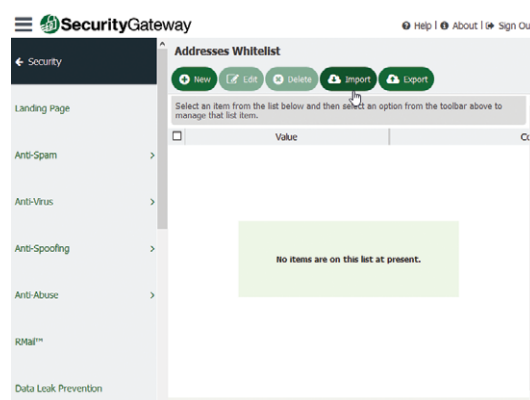 SecurityGateway
Help | About | Sign Ou
Security
Addresses Whitelist
New Edit Delete Import Export
Select an item from the list below and then select an option from the toolbar above to
manage that list item.
Value Co
No items are on this list at present.
Landing Page
Anti-Spam
Anti-Virus
Anti-Spoofing
Anti-Abuse
RMail™
Data Leak Prevention